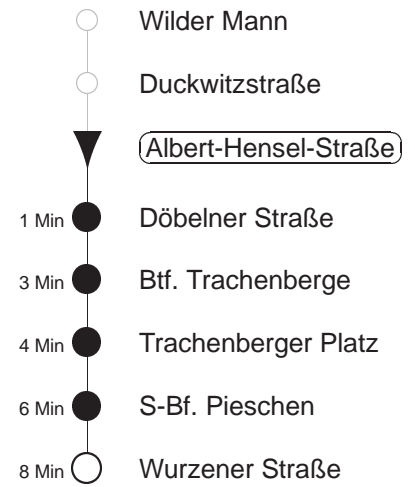 Wilder Mann
Duckwitzstraße
Albert-Hensel-Straße
1 Min Döbelner Straße
3 Min Btf. Trachenberge
4 Min Trachenberger Platz
6 Min S-Bf. Pieschen
8 Min Wurzener Straße